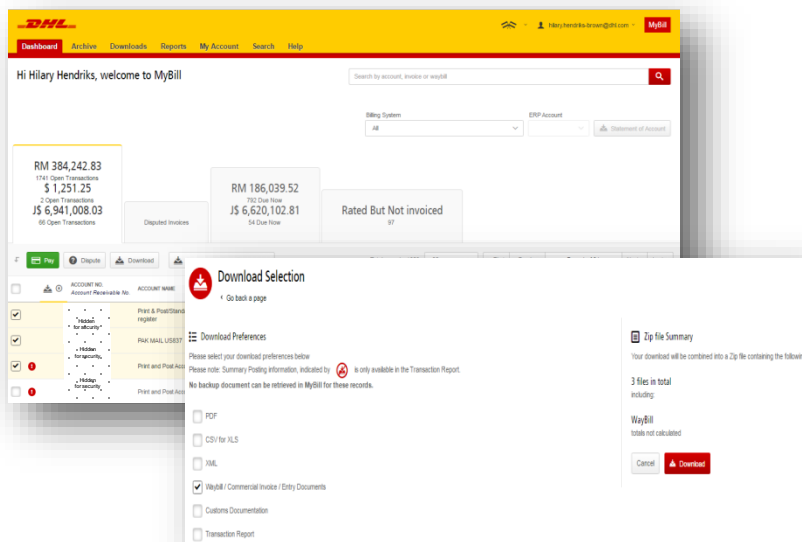 DHL
hilary.hendriks-brown@dhl.com
MyBill
Dashboard Archive Downloads Reports My Account Search Help
Hi Hilary Hendriks, welcome to MyBill
Search by account, invoice or waybill
Billing System
ERP Account
All
Statement of Account
RM 384,242.83
1741 Open Transactions
$ 1,251.25
2 Open Transactions
J$ 6,941,008.03
66 Open Transactions
Disputed Invoices
RM 186,039.52
792 Due Now
J$ 6,620,102.81
54 Due Now
Rated But Not invoiced
97
Pay Dispute Download
ACCOUNT NO.
Account Receivable No.
ACCOUNT NAME
Hidden
for security
Print & Post/Standa
register
Hidden
for security
PAK MAIL US837
Hidden
for security
Print and Post Acco
Print and Post Acco
Download Selection
Go back a page
Download Preferences
Please select your download preferences below
Please note: Summary Posting information, indicated by is only available in the Transaction Report.
No backup document can be retrieved in MyBill for these records.
PDF
CSV for XLS
XML
Waybill / Commercial Invoice / Entry Documents
Customs Documentation
Transaction Report
Zip file Summary
Your download will be combined into a Zip file containing the followin
3 files in total
including:
WayBill
totals not calculated
Cancel Download